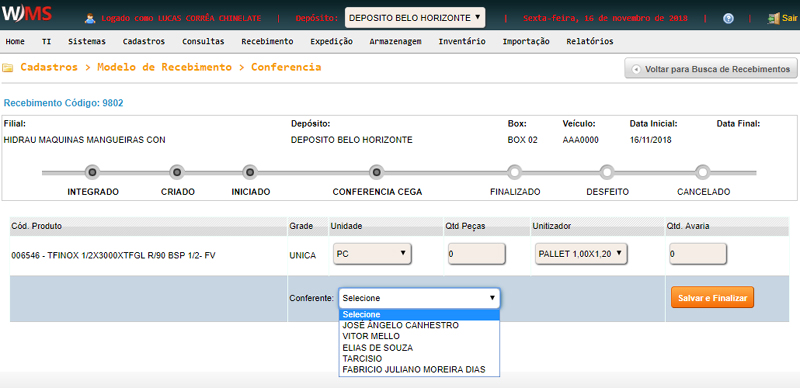 WMS
Logado como LUCAS CORRÊA CHINELATE | Depósito: DEPOSITO BELO HORIZONTE | Sexta-feira, 16 de novembro de 2018 | | Sair
Home TI Sistemas Cadastros Consultas Recebimento Expedição Armazenagem Inventário Importação Relatórios
Cadastros > Modelo de Recebimento > Conferencia
Voltar para Busca de Recebimentos
Recebimento Código: 9802
Filial: Depósito: Box: Veículo: Data Inicial: Data Final:
HIDRAU MAQUINAS MANGUEIRAS CON DEPOSITO BELO HORIZONTE BOX 02 AAA0000 16/11/2018
INTEGRADO CRIADO INICIADO CONFERENCIA CEGA FINALIZADO DESFEITO CANCELADO
Cód. Produto Grade Unidade Qtd Peças Unitizador Qtd. Avaria
006546 - TFINOX 1/2X3000XTFGL R/90 BSP 1/2- FV UNICA PC 0 PALLET 1,00X1,20 0
Conferente: Selecione Salvar e Finalizar
Selecione
JOSÉ ÂNGELO CANHESTRO
VITOR MELLO
ELIAS DE SOUZA
TARCISIO
FABRICIO JULIANO MOREIRA DIAS